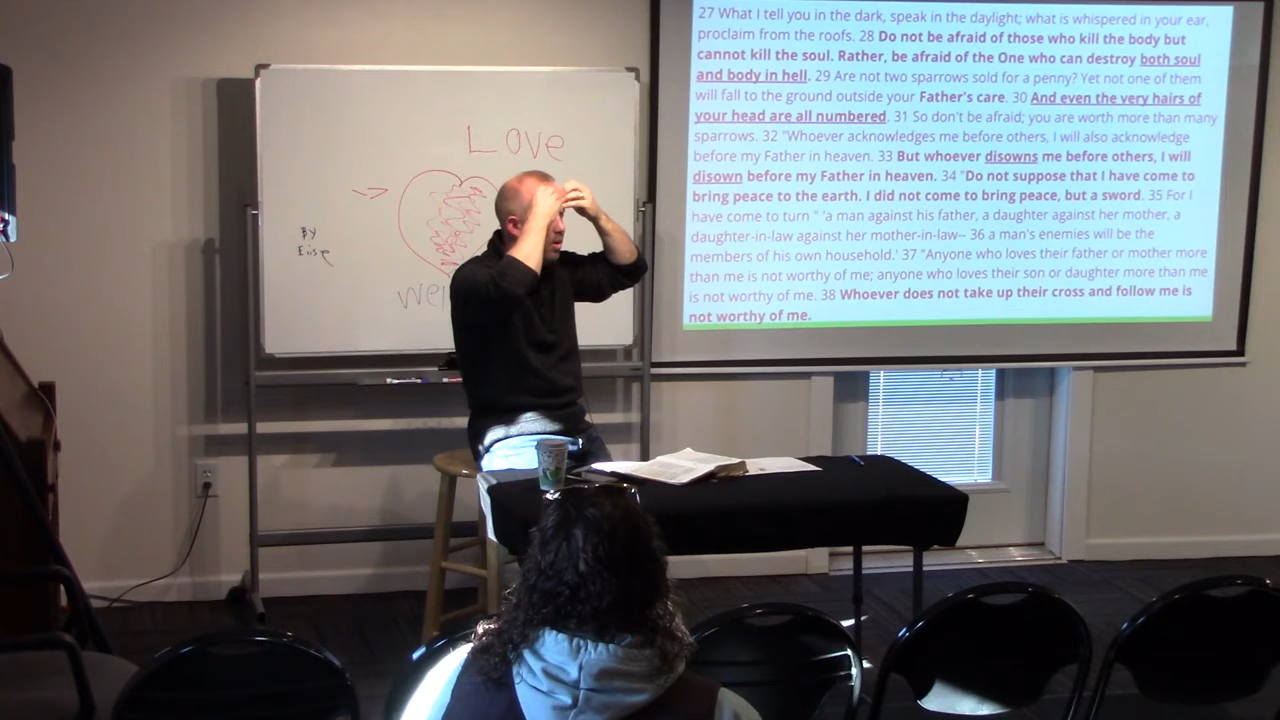 27 What I tell you in the dark, speak in the daylight; what is whispered in your ear,
proclaim from the roofs. 28 Do not be afraid of those who kill the body but
cannot kill the soul. Rather, be afraid of the One who can destroy both soul
and body in hell. 29 Are not two sparrows sold for a penny? Yet not one of them
will fall to the ground outside your Father's care. 30 And even the very hairs of
your head are all numbered. 31 So don't be afraid; you are worth more than many
sparrows. 32 "Whoever acknowledges me before others, I will also acknowledge
before my Father in heaven. 33 But whoever disowns me before others, I will
disown before my Father in heaven. 34 "Do not suppose that I have come to
bring peace to the earth. I did not come to bring peace, but a sword. 35 For I
have come to turn " 'a man against his father, a daughter against her mother, a
daughter-in-law against her mother-in-law-- 36 a man's enemies will be the
members of his own household.' 37 "Anyone who loves their father or mother more
than me is not worthy of me; anyone who loves their son or daughter more than me
is not worthy of me. 38 Whoever does not take up their cross and follow me is
not worthy of me.
Love
By